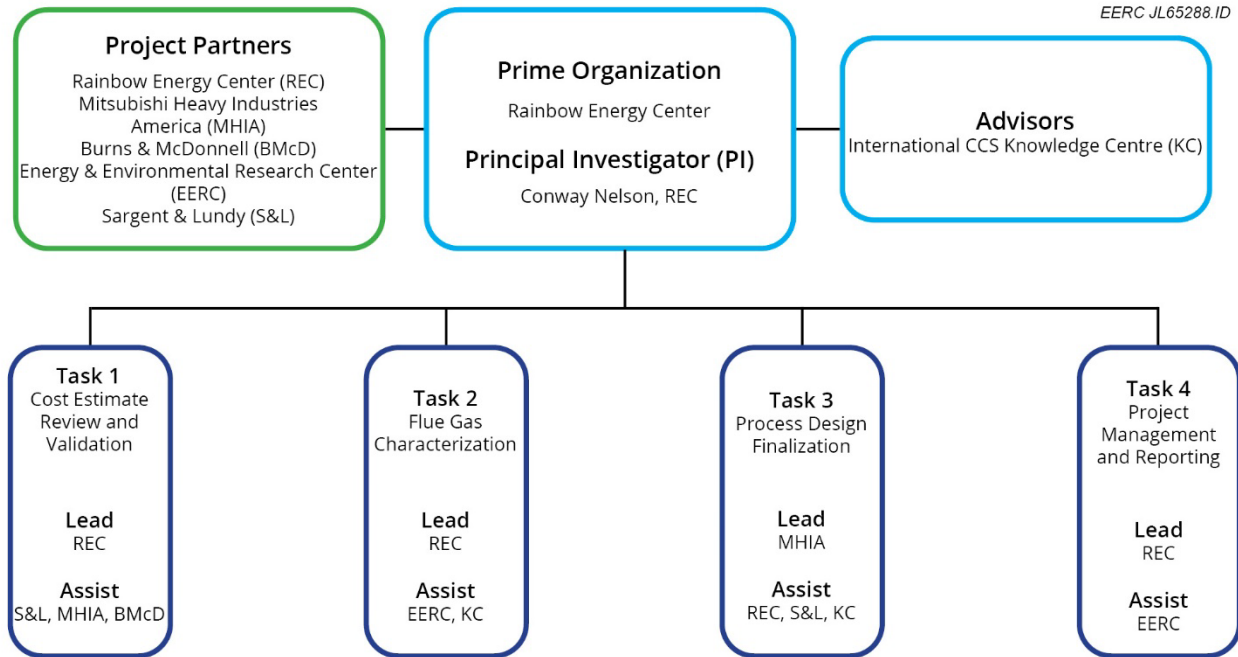 EERC JL65288.ID
Project Partners
Rainbow Energy Center (REC)
Mitsubishi Heavy Industries
America (MHIA)
Burns & McDonnell (BMcD)
Energy & Environmental Research Center
(EERC)
Sargent & Lundy (S&L)
Prime Organization
Rainbow Energy Center
Principal Investigator (PI)
Conway Nelson, REC
Advisors
International CCS Knowledge Centre (KC)
Task 1
Cost Estimate
Review and
Validation
Lead
REC
Assist
S&L, MHIA, BMcD
Task 2
Flue Gas
Characterization
Lead
REC
Assist
EERC, KC
Task 3
Process Design
Finalization
Lead
MHIA
Assist
REC, S&L, KC
Task 4
Project
Management
and Reporting
Lead
REC
Assist
EERC